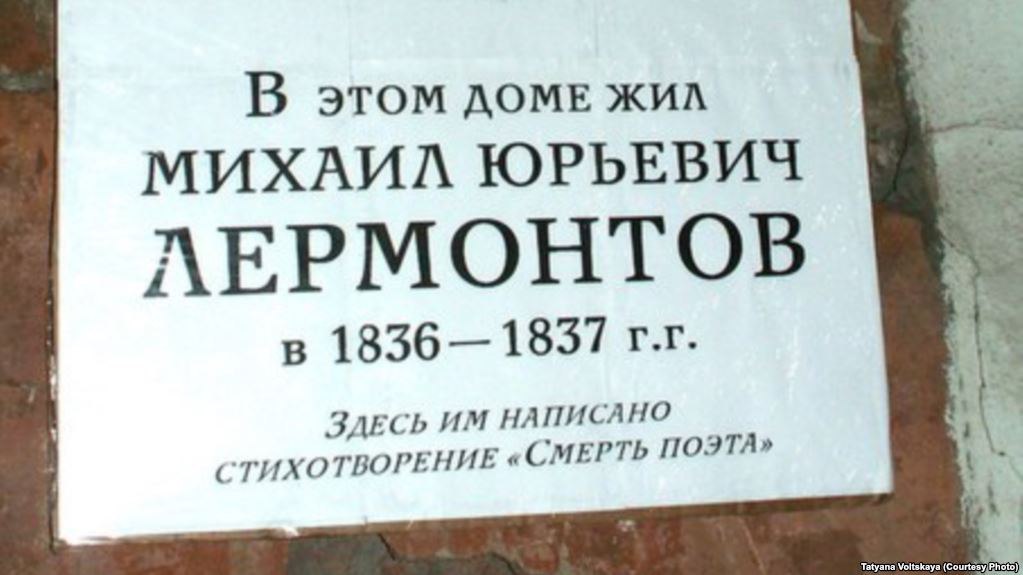 В ЭТОМ ДОМЕ ЖИЛ
МИХАИЛ ЮРЬЕВИЧ
ЛЕРМОНТОВ
в 1836—1837 г.г.
ЗДЕСЬ ИМ НАПИСАНО
СТИХОТВОРЕНИЕ «СМЕРТЬ ПОЭТА»
Tatyana Voltskaya (Courtesy Photo)